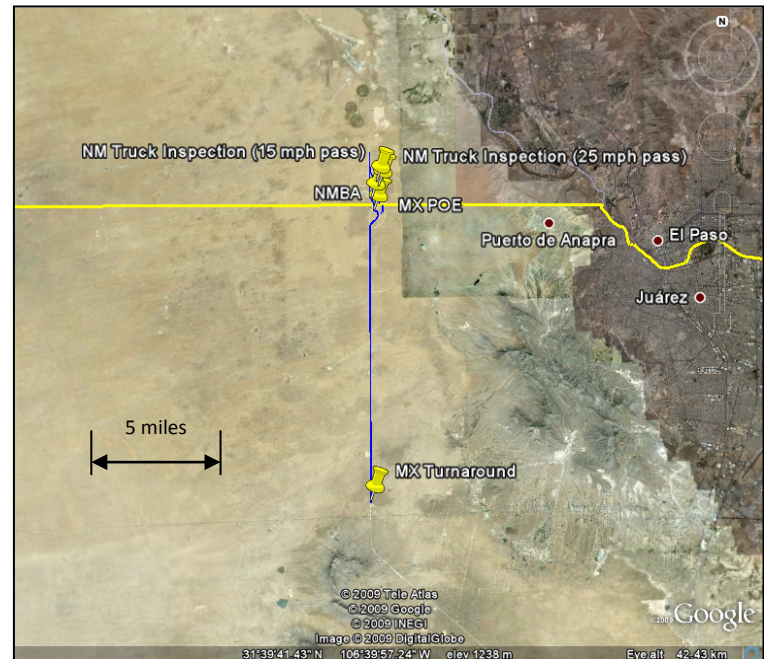 N
NM Truck Inspection (15 mph pass)
NM Truck Inspection (25 mph pass)
NMBA
MX POE
Puerto de Anapra
El Paso
Juárez
5 miles
MX Turnaround
© 2009 Tele Atlas
© 2009 Google
© 2009 INEGI
Image © 2009 DigitalGlobe
©2009 Google
31°39'41.43" N 106°39'57.24" W elev 1238 m Eye alt 42.43 km